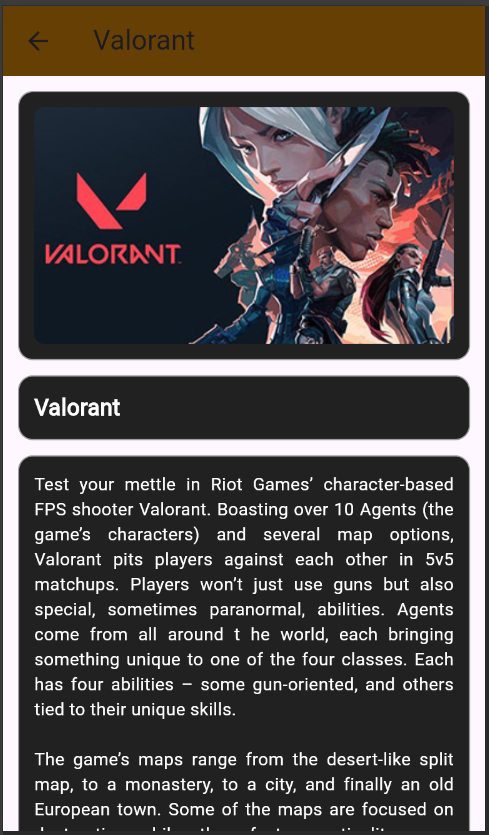 Valorant
VALORANT
Valorant
Test your mettle in Riot Games’ character-based
FPS shooter Valorant. Boasting over 10 Agents (the
game’s characters) and several map options,
Valorant pits players against each other in 5v5
matchups. Players won’t just use guns but also
special, sometimes paranormal, abilities. Agents
come from all around t he world, each bringing
something unique to one of the four classes. Each
has four abilities – some gun-oriented, and others
tied to their unique skills.
The game’s maps range from the desert-like split
map, to a monastery, to a city, and finally an old
European town. Some of the maps are focused on